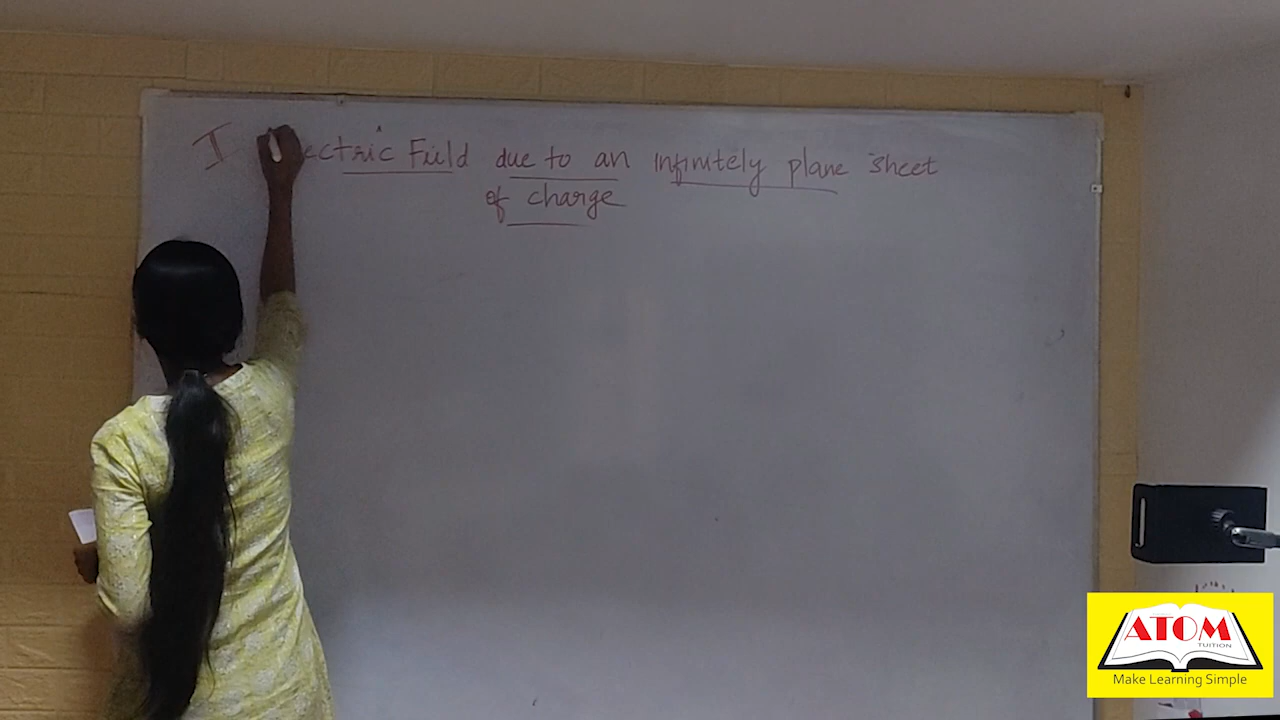 I ectric Field due to an infinitely plane sheet
of charge
ATOM
TUITION
Make Learning Simple